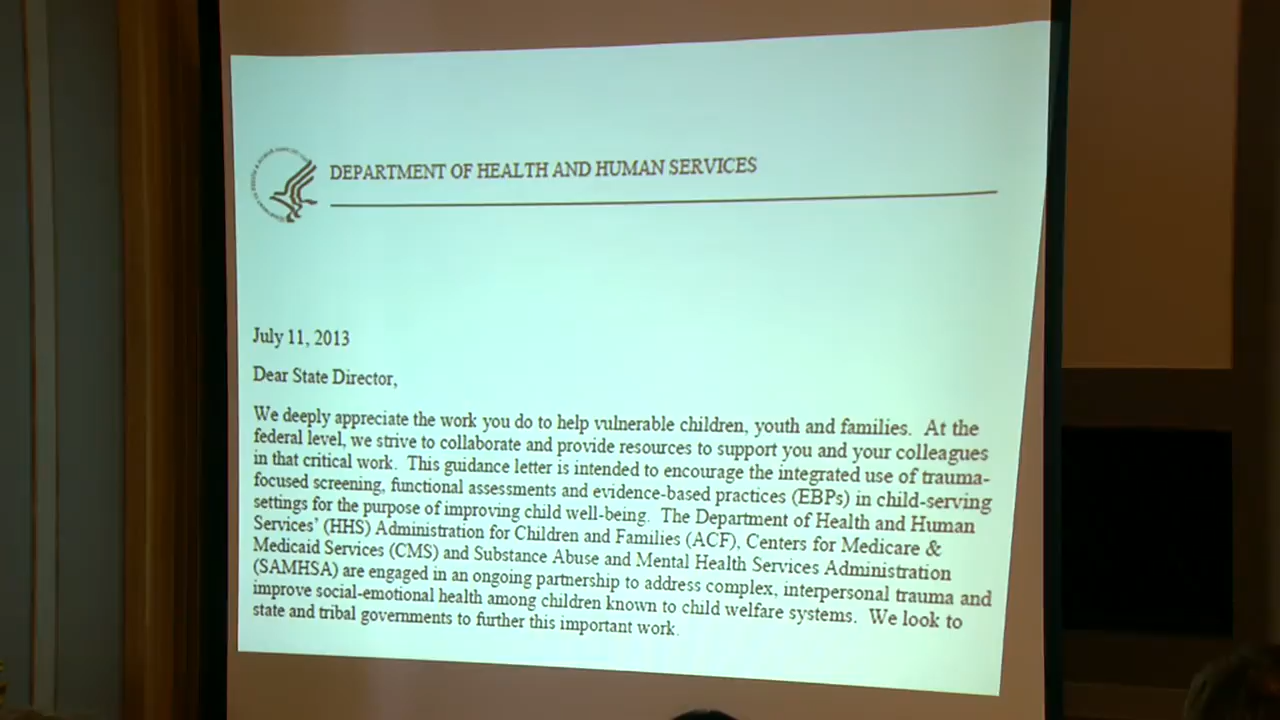 DEPARTMENT OF HEALTH AND HUMAN SERVICES
July 11, 2013
Dear State Director,
We deeply appreciate the work you do to help vulnerable children, youth and families. At the
federal level, we strive to collaborate and provide resources to support you and your colleagues
in that critical work. This guidance letter is intended to encourage the integrated use of trauma-
focused screening, functional assessments and evidence-based practices (EBPs) in child-serving
settings for the purpose of improving child well-being. The Department of Health and Human
Services' (HHS) Administration for Children and Families (ACF), Centers for Medicare &
Medicaid Services (CMS) and Substance Abuse and Mental Health Services Administration
(SAMHSA) are engaged in an ongoing partnership to address complex, interpersonal trauma and
improve social-emotional health among children known to child welfare systems. We look to
state and tribal governments to further this important work.